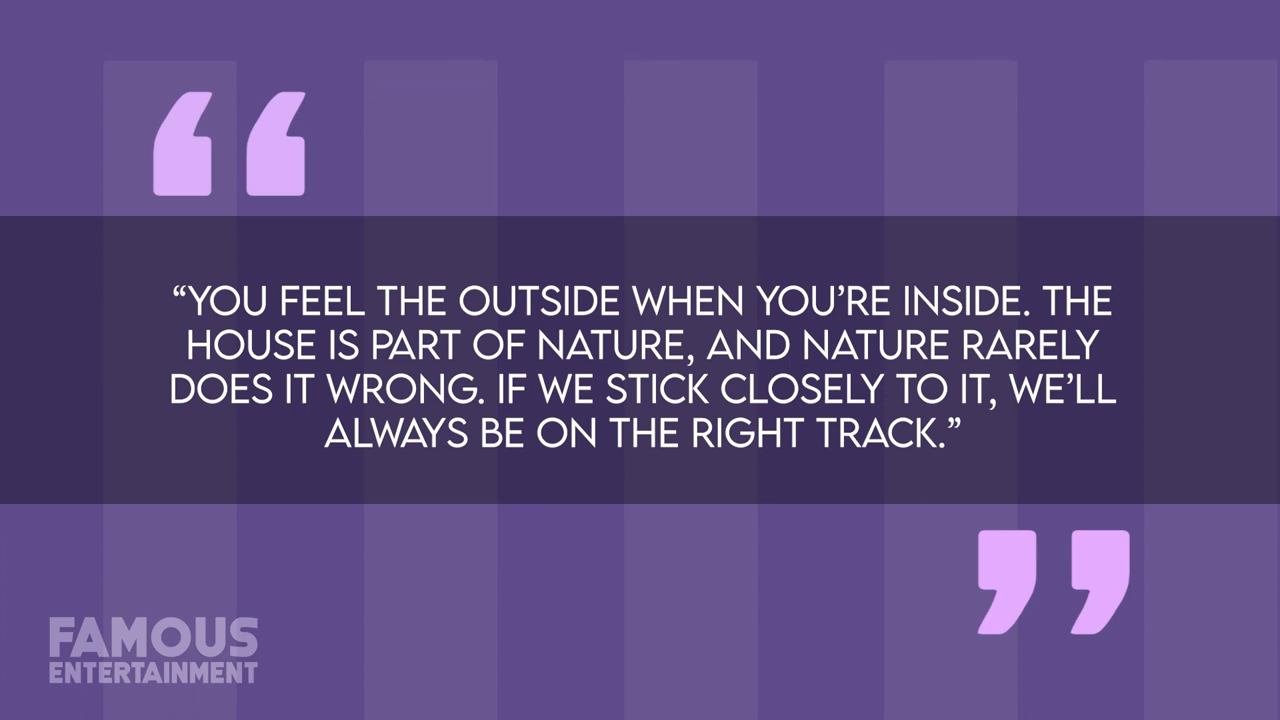 “YOU FEEL THE OUTSIDE WHEN YOU’RE INSIDE. THE
HOUSE IS PART OF NATURE, AND NATURE RARELY
DOES IT WRONG. IF WE STICK CLOSELY TO IT, WE’LL
ALWAYS BE ON THE RIGHT TRACK.”
FAMOUS
ENTERTAINMENT